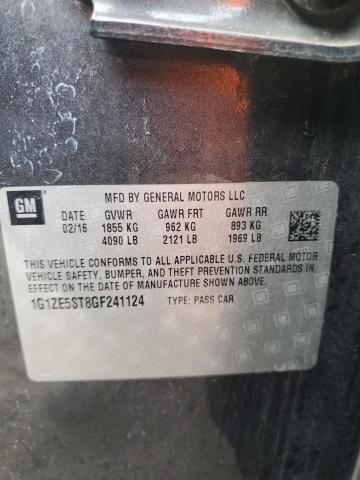 GM
MFD BY GENERAL MOTORS LLC
DATE GVWR GAWR FRT GAWR RR
02/16 1855 KG 962 KG 893 KG
4090 LB 2121 LB 1969 LB
THIS VEHICLE CONFORMS TO ALL APPLICABLE U.S. FEDERAL MOTOR
VEHICLE SAFETY, BUMPER, AND THEFT PREVENTION STANDARDS
IN EFFECT ON THE DATE OF MANUFACTURE SHOWN ABOVE.
1G1ZE5ST8GF241124 TYPE: PASS CAR